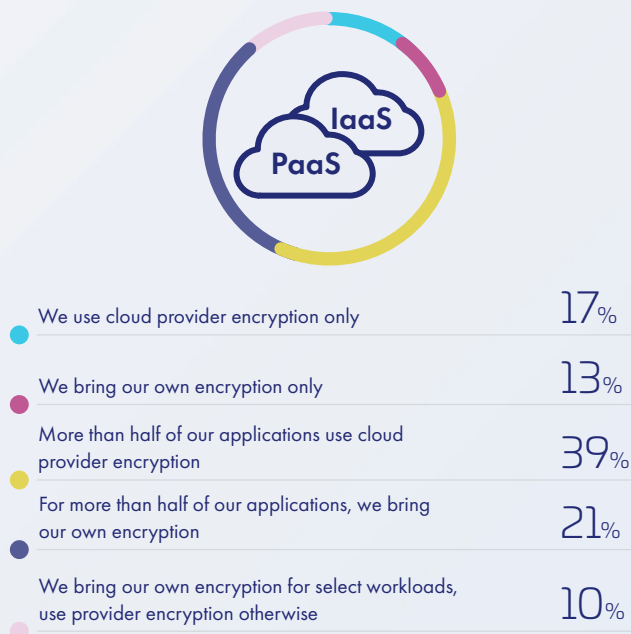 IaaS
PaaS
We use cloud provider encryption only 17%
We bring our own encryption only 13%
More than half of our applications use cloud
provider encryption 39%
For more than half of our applications, we bring
our own encryption 21%
We bring our own encryption for select workloads,
use provider encryption otherwise 10%